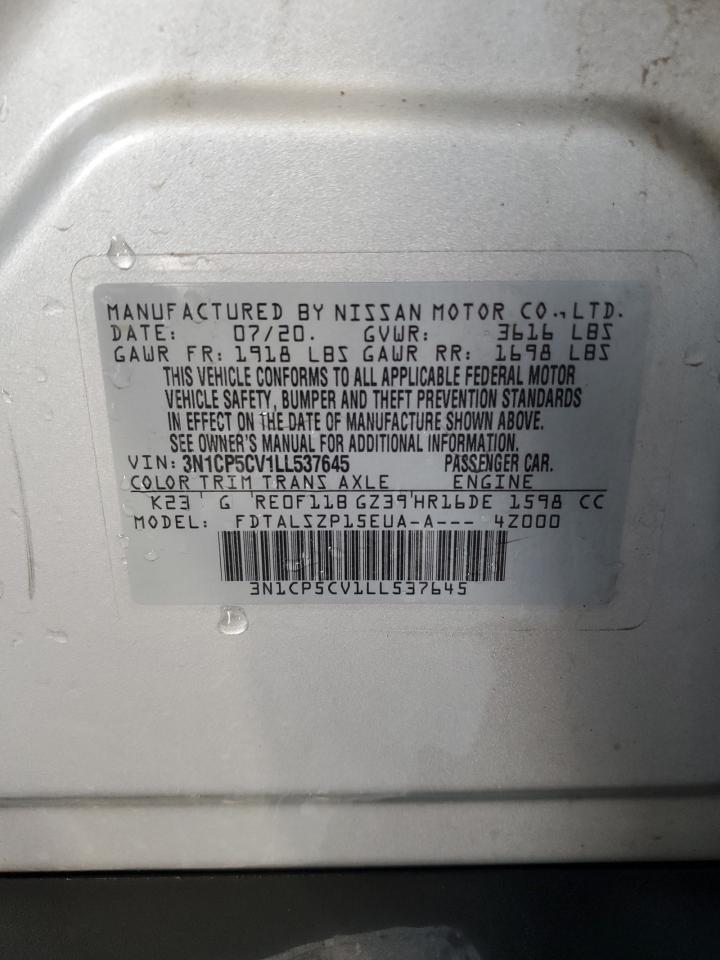 MANUFACTURED BY NISSAN MOTOR CO.,LTD.
DATE: 07/20. GVWR: 3616 LBS
GAWR FR: 1918 LBS GAWR RR: 1698 LBS
THIS VEHICLE CONFORMS TO ALL APPLICABLE FEDERAL MOTOR
VEHICLE SAFETY, BUMPER AND THEFT PREVENTION STANDARDS
IN EFFECT ON THE DATE OF MANUFACTURE SHOWN ABOVE.
SEE OWNER'S MANUAL FOR ADDITIONAL INFORMATION.
VIN: 3N1CP5CV1LL537645 PASSENGER CAR.
COLOR TRIM TRANS AXLE ENGINE
K23 G RE0F11B GZ39 HR16DE 1598 CC
MODEL: FDTALSZP15EUA-A--- 4Z000
3N1CP5CV1LL537645